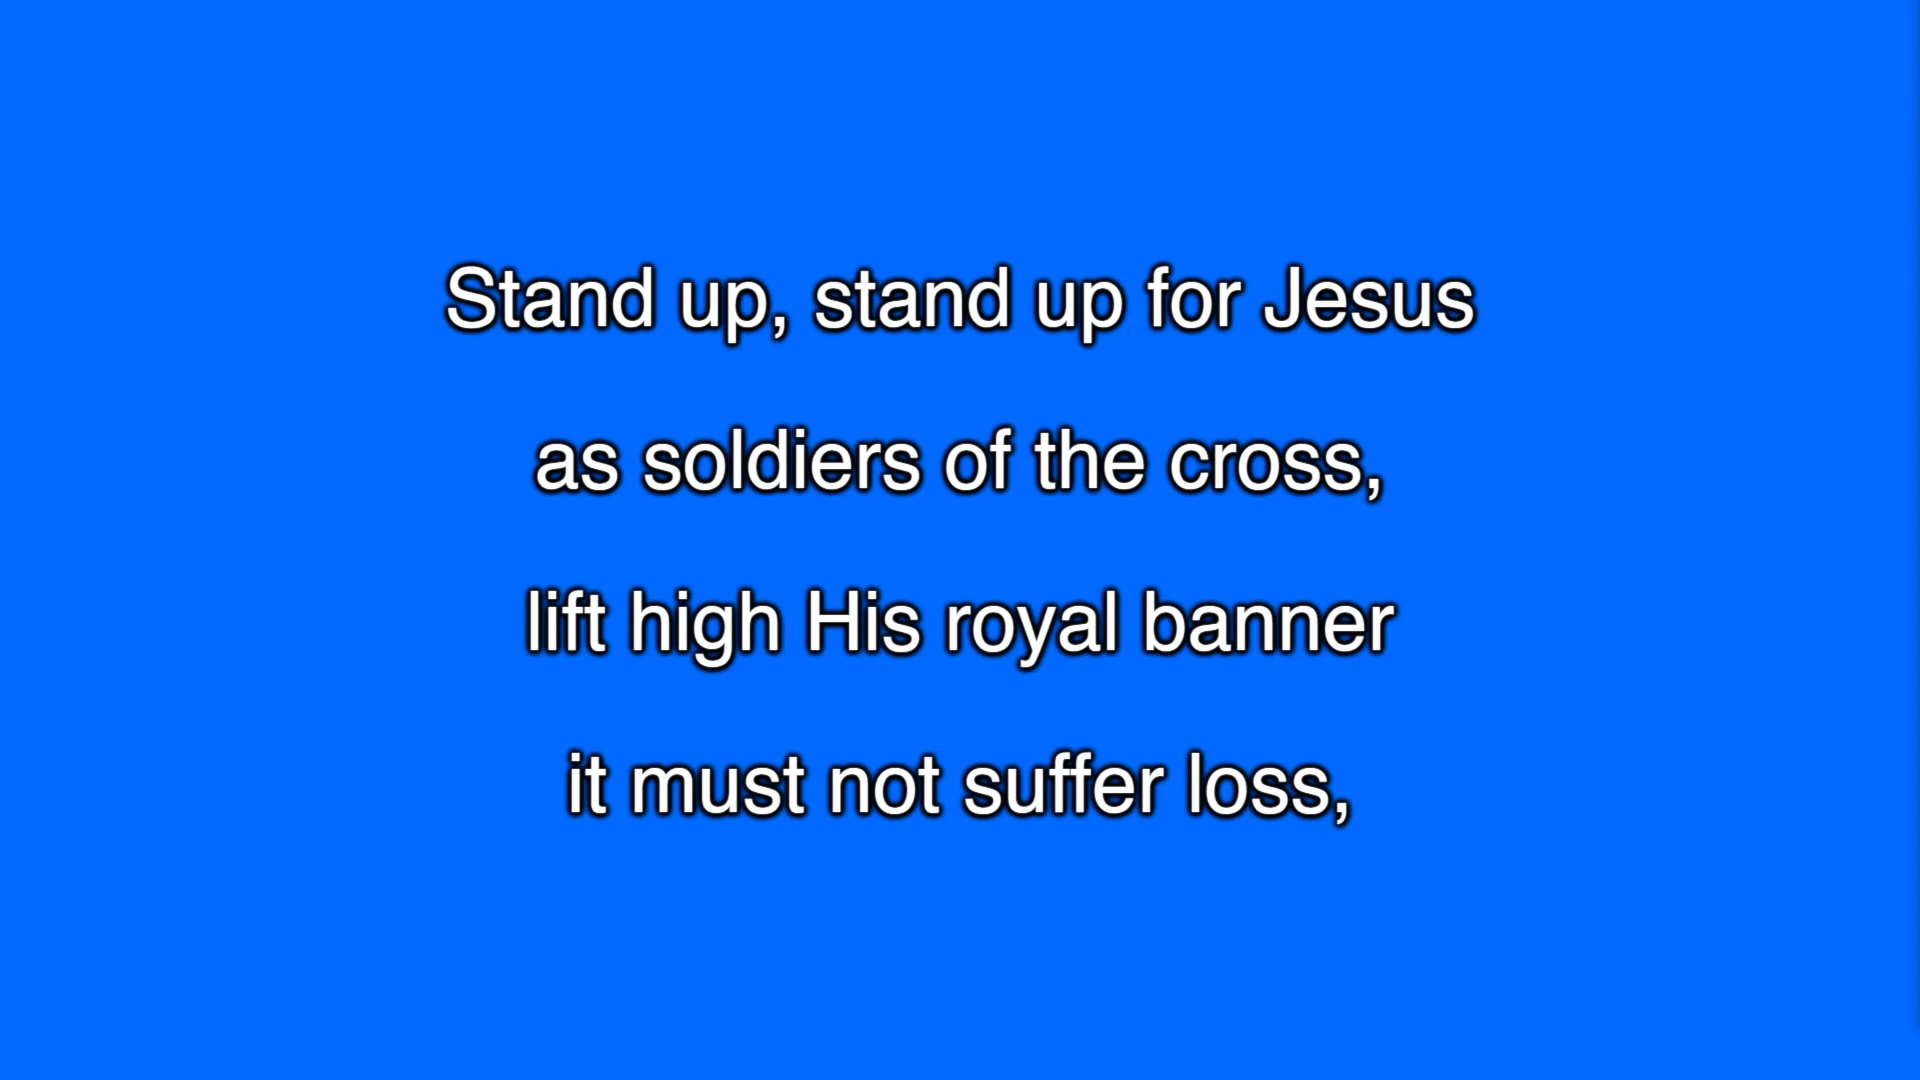 Stand up, stand up for Jesus
as soldiers of the cross,
lift high His royal banner
it must not suffer loss,